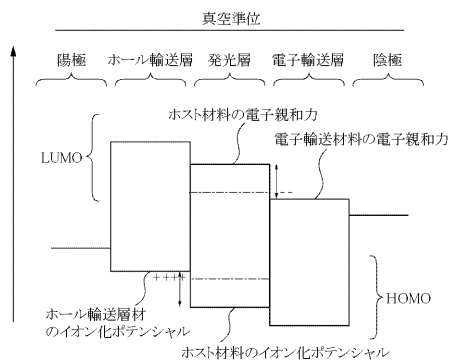 真空準位
陽極 ホール輸送層 発光層 電子輸送層 陰極
ホスト材料の電子親和力
電子輸送材料の電子親和力
LUMO
++++
ホール輸送層材
のイオン化ポテンシャル
HOMO
ホスト材料のイオン化ポテンシャル